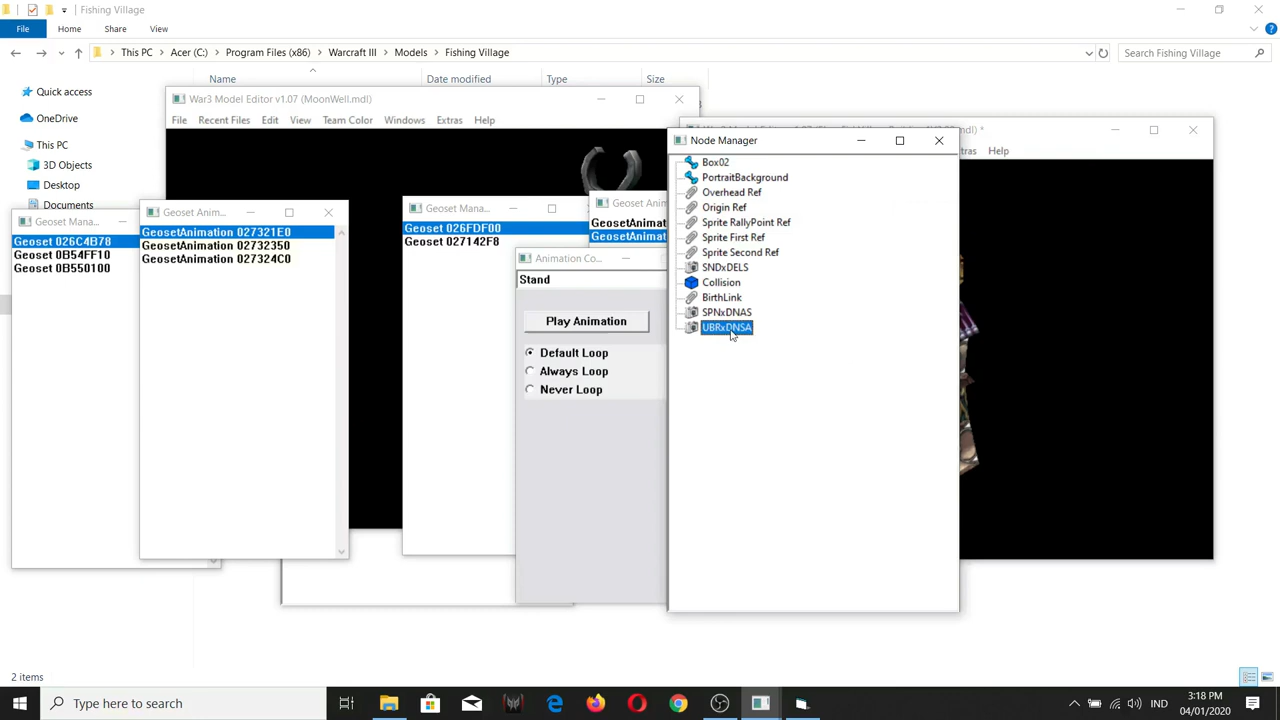 Fishing Village
File
Home
Share
View
This PC
Acer (C:)
Program Files (x86)
Warcraft III
Models
Fishing Village
Search Fishing Village
Name
Date modified
Type
Size
Quick access
OneDrive
This PC
3D Objects
Desktop
Documents
War3 Model Editor v1.07 (MoonWell.mdl)
File
Recent Files
Edit
View
Team Color
Windows
Extras
Help
Help
Geoset Mana...
Geoset 026C4B78
Geoset 0B54FF10
Geoset 0B550100
Geoset Anim...
GeosetAnimation 027321E0
GeosetAnimation 02732350
GeosetAnimation 027324C0
Geoset Mana...
Geoset 026FDF00
Geoset 027142F8
Geoset Anim
GeosetAnimat
GeosetAnimat
Animation Co...
Stand
Play Animation
Default Loop
Always Loop
Never Loop
Node Manager
Box02
PortraitBackground
Overhead Ref
Origin Ref
Sprite RallyPoint Ref
Sprite First Ref
Sprite Second Ref
SNDxDELS
Collision
BirthLink
SPNxDNAS
UBRxDNSA
2 items
Type here to search
IND
3:18 PM
04/01/2020